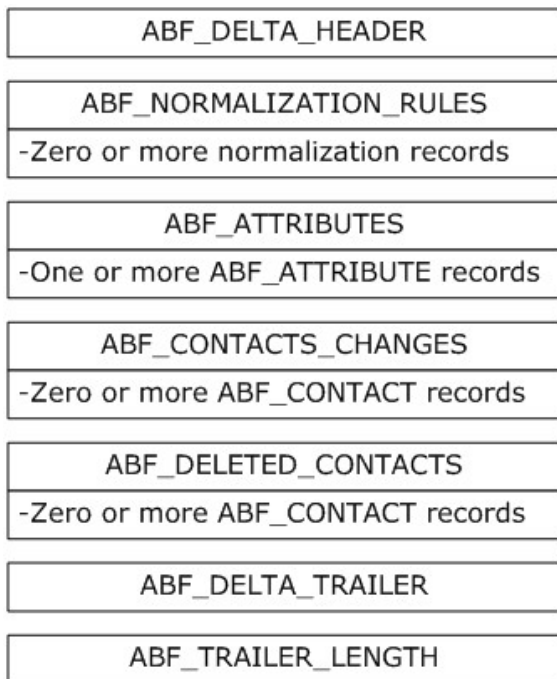 ABF_DELTA_HEADER
ABF_NORMALIZATION_RULES
-Zero or more normalization records
ABF_ATTRIBUTES
-One or more ABF_ATTRIBUTE records
ABF_CONTACTS_CHANGES
-Zero or more ABF_CONTACT records
ABF_DELETED_CONTACTS
-Zero or more ABF_CONTACT records
ABF_DELTA_TRAILER
ABF_TRAILER_LENGTH